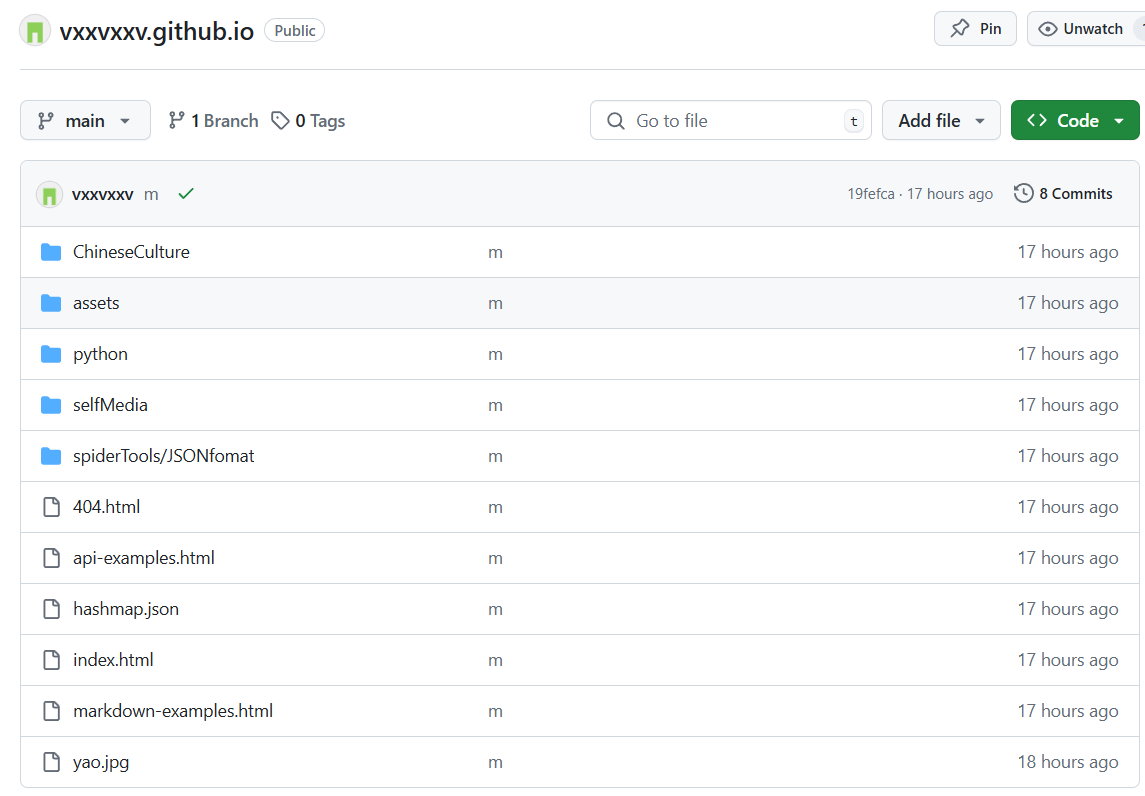 vxxvxxv.github.io Public Pin Unwatch
main 1 Branch 0 Tags Go to file t Add file Code
vxxvxxv m 19fefca · 17 hours ago 8 Commits
ChineseCulture m 17 hours ago
assets m 17 hours ago
python m 17 hours ago
selfMedia m 17 hours ago
spiderTools/JSONfomat m 17 hours ago
404.html m 17 hours ago
api-examples.html m 17 hours ago
hashmap.json m 17 hours ago
index.html m 17 hours ago
markdown-examples.html m 17 hours ago
yao.jpg m 18 hours ago